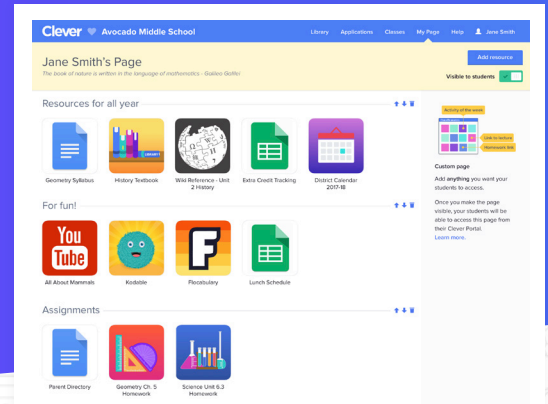 Clever Avocado Middle School
Library Applications Classes My Page Help Jane Smith
Jane Smith's Page
The book of nature is written in the language of mathematics - Galileo Galilei
Add resource
Visible to students
Resources for all year
Geometry Syllabus
History Textbook
Wiki Reference - Unit
2 History
Extra Credit Tracking
District Calendar
2017-18
For fun!
You
Tube
F
All About Mammals
Kodable
Flocabulary
Lunch Schedule
Assignments
Parent Directory
Geometry Ch. 5
Homework
Science Unit 6.3
Homework
Activity of the week
Link to lecture
Homework link
Custom page
Add anything you want your
students to access.
Once you make the page
visible, your students will be
able to access this page from
their Clever Portal.
Learn more.